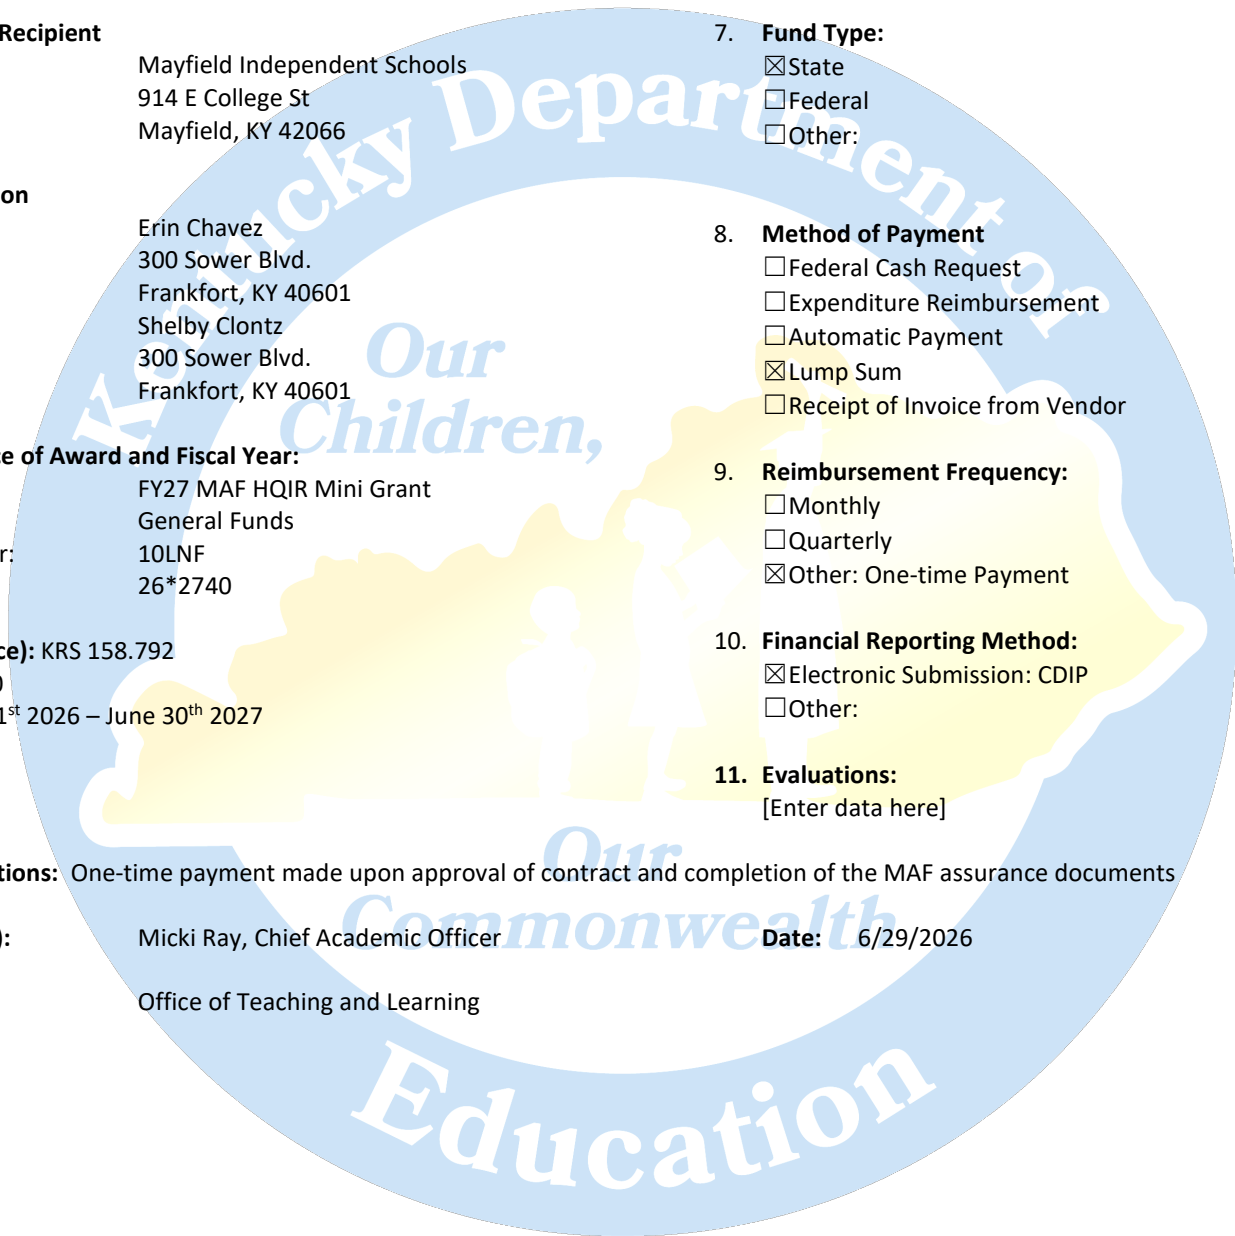 Recipient
Mayfield Independent Schools
914 E College St
Mayfield, KY 42066
on
Erin Chavez
300 Sower Blvd.
Frankfort, KY 40601
Shelby Clontz
300 Sower Blvd.
Frankfort, KY 40601
ce of Award and Fiscal Year:
FY27 MAF HQIR Mini Grant
General Funds
r: 10LNF
26*2740
ce): KRS 158.792
1st 2026 – June 30th 2027
7. Fund Type:
☒State
☐Federal
☐Other:
8. Method of Payment
☐Federal Cash Request
☐Expenditure Reimbursement
☐Automatic Payment
☒Lump Sum
☐Receipt of Invoice from Vendor
9. Reimbursement Frequency:
☐Monthly
☐Quarterly
☒Other: One-time Payment
10. Financial Reporting Method:
☒Electronic Submission: CDIP
☐Other:
11. Evaluations:
[Enter data here]
tions: One-time payment made upon approval of contract and completion of the MAF assurance documents
): Micki Ray, Chief Academic Officer Date: 6/29/2026
Office of Teaching and Learning
Kentucky Department of
Education
Our
Children,
Our
Commonwealth